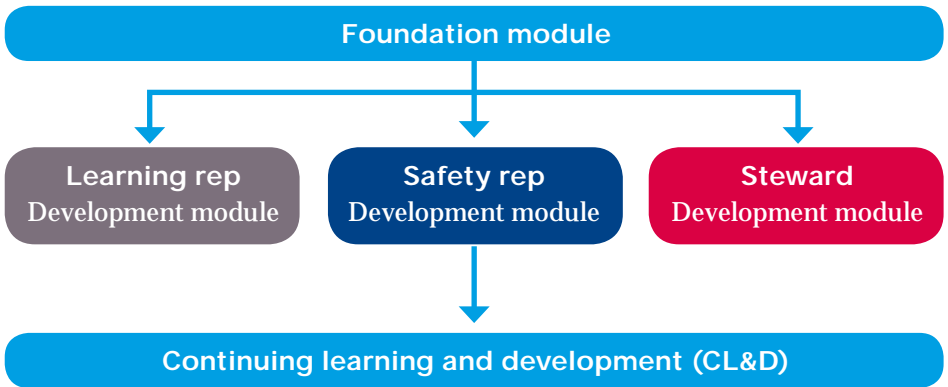 Foundation module
Learning rep
Development module
Safety rep
Development module
Steward
Development module
Continuing learning and development (CL&D)